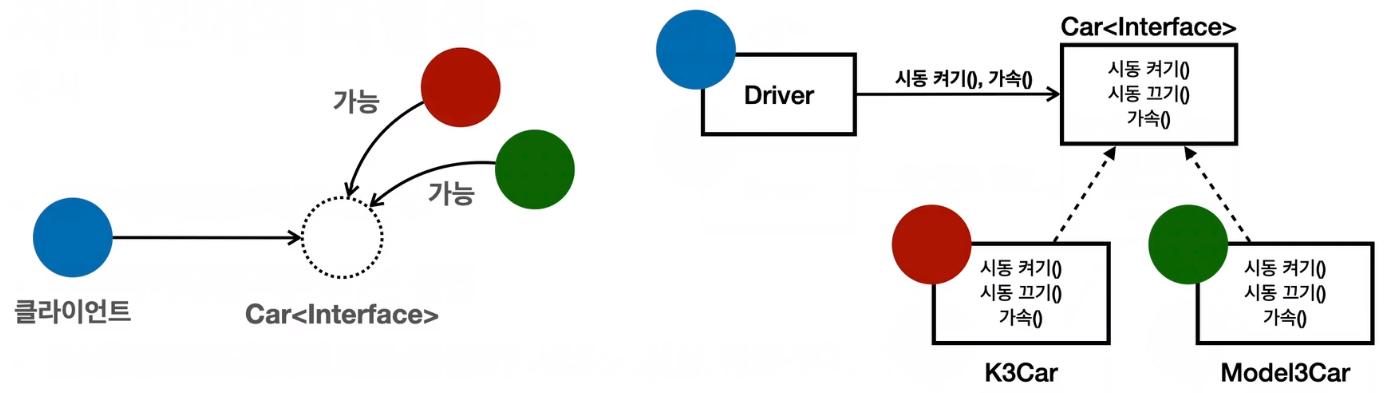 가능
가능
클라이언트
Car<Interface>
Driver
시동 켜기(), 가속()
Car<Interface>
시동 켜기()
시동 끄기()
가속()
시동 켜기()
시동 끄기()
가속()
K3Car
시동 켜기()
시동 끄기()
가속()
Model3Car